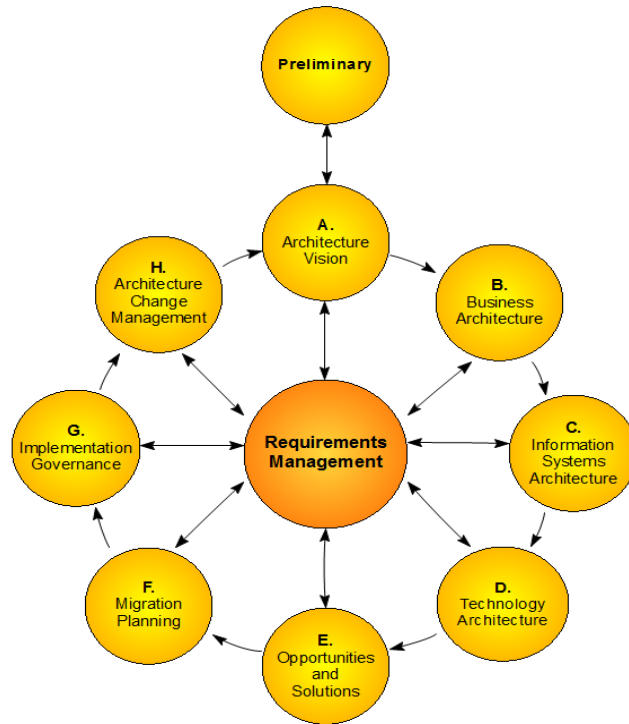 Preliminary
A.
Architecture
Vision
B.
Business
Architecture
C.
Information
Systems
Architecture
D.
Technology
Architecture
E.
Opportunities
and
Solutions
F.
Migration
Planning
G.
Implementation
Governance
H.
Architecture
Change
Management
Requirements
Management